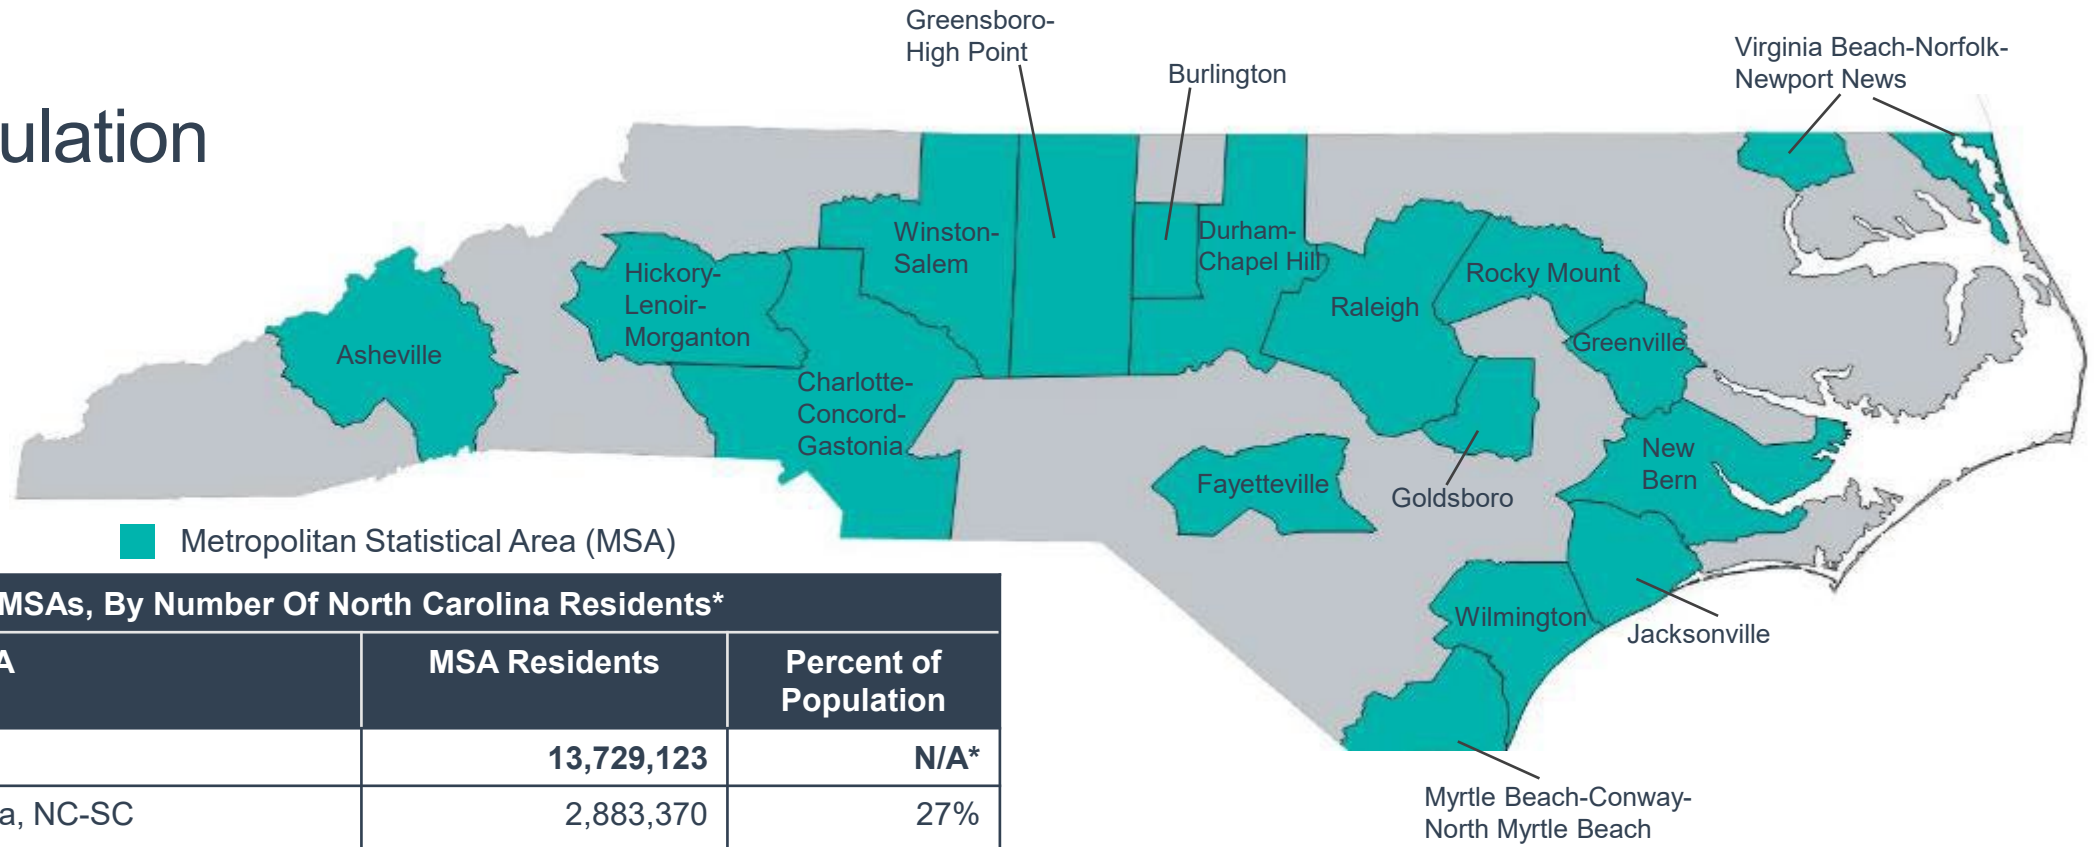 ulation
Greensboro-
High Point
Burlington
Virginia Beach-Norfolk-
Newport News
Winston-
Salem
Durham-
Chapel Hill
Hickory-
Lenoir-
Morganton
Rocky Mount
Raleigh
Greenville
Asheville
Charlotte-
Concord-
Gastonia
New
Bern
Fayetteville
Goldsboro
Wilmington
Jacksonville
Myrtle Beach-Conway-
North Myrtle Beach
Metropolitan Statistical Area (MSA)
MSAs, By Number Of North Carolina Residents*
A MSA Residents Percent of
Population
13,729,123 N/A*
a, NC-SC 2,883,370 27%